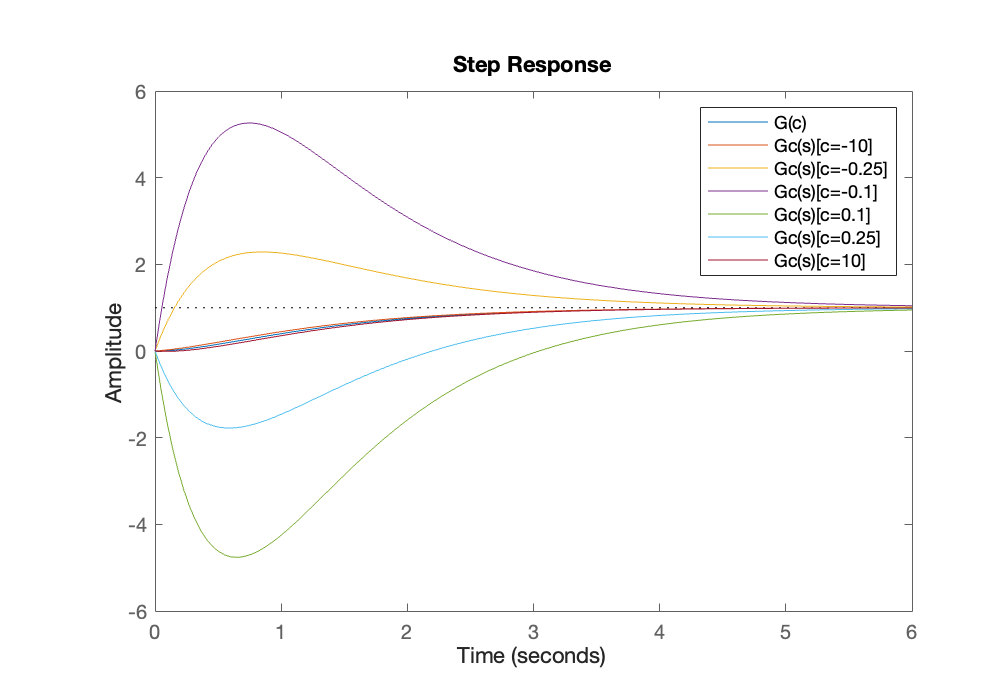 Step Response
6
4
2
0
-2
-4
-6
Amplitude
G(c)
Gc(s)[c=-10]
Gc(s)[c=-0.25]
Gc(s)[c=-0.1]
Gc(s)[c=0.1]
Gc(s)[c=0.25]
Gc(s)[c=10]
0 1 2 3 4 5 6
Time (seconds)